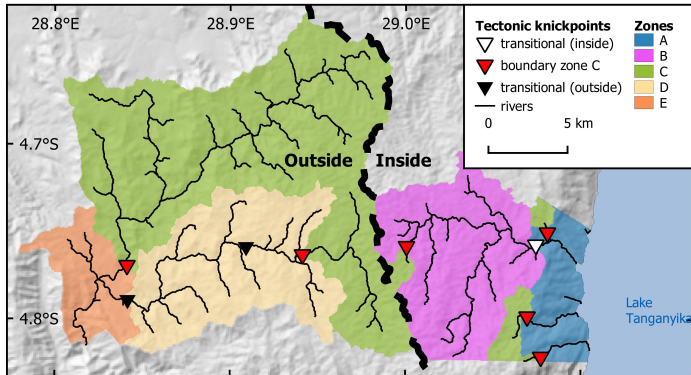 28.8°E
28.9°E
29.0°E
Tectonic knickpoints
transitional (inside)
boundary zone C
transitional (outside)
rivers
0
5 km
Zones
A
B
C
D
E
4.7°S
Outside
Inside
4.8°S
Lake
Tanganyika